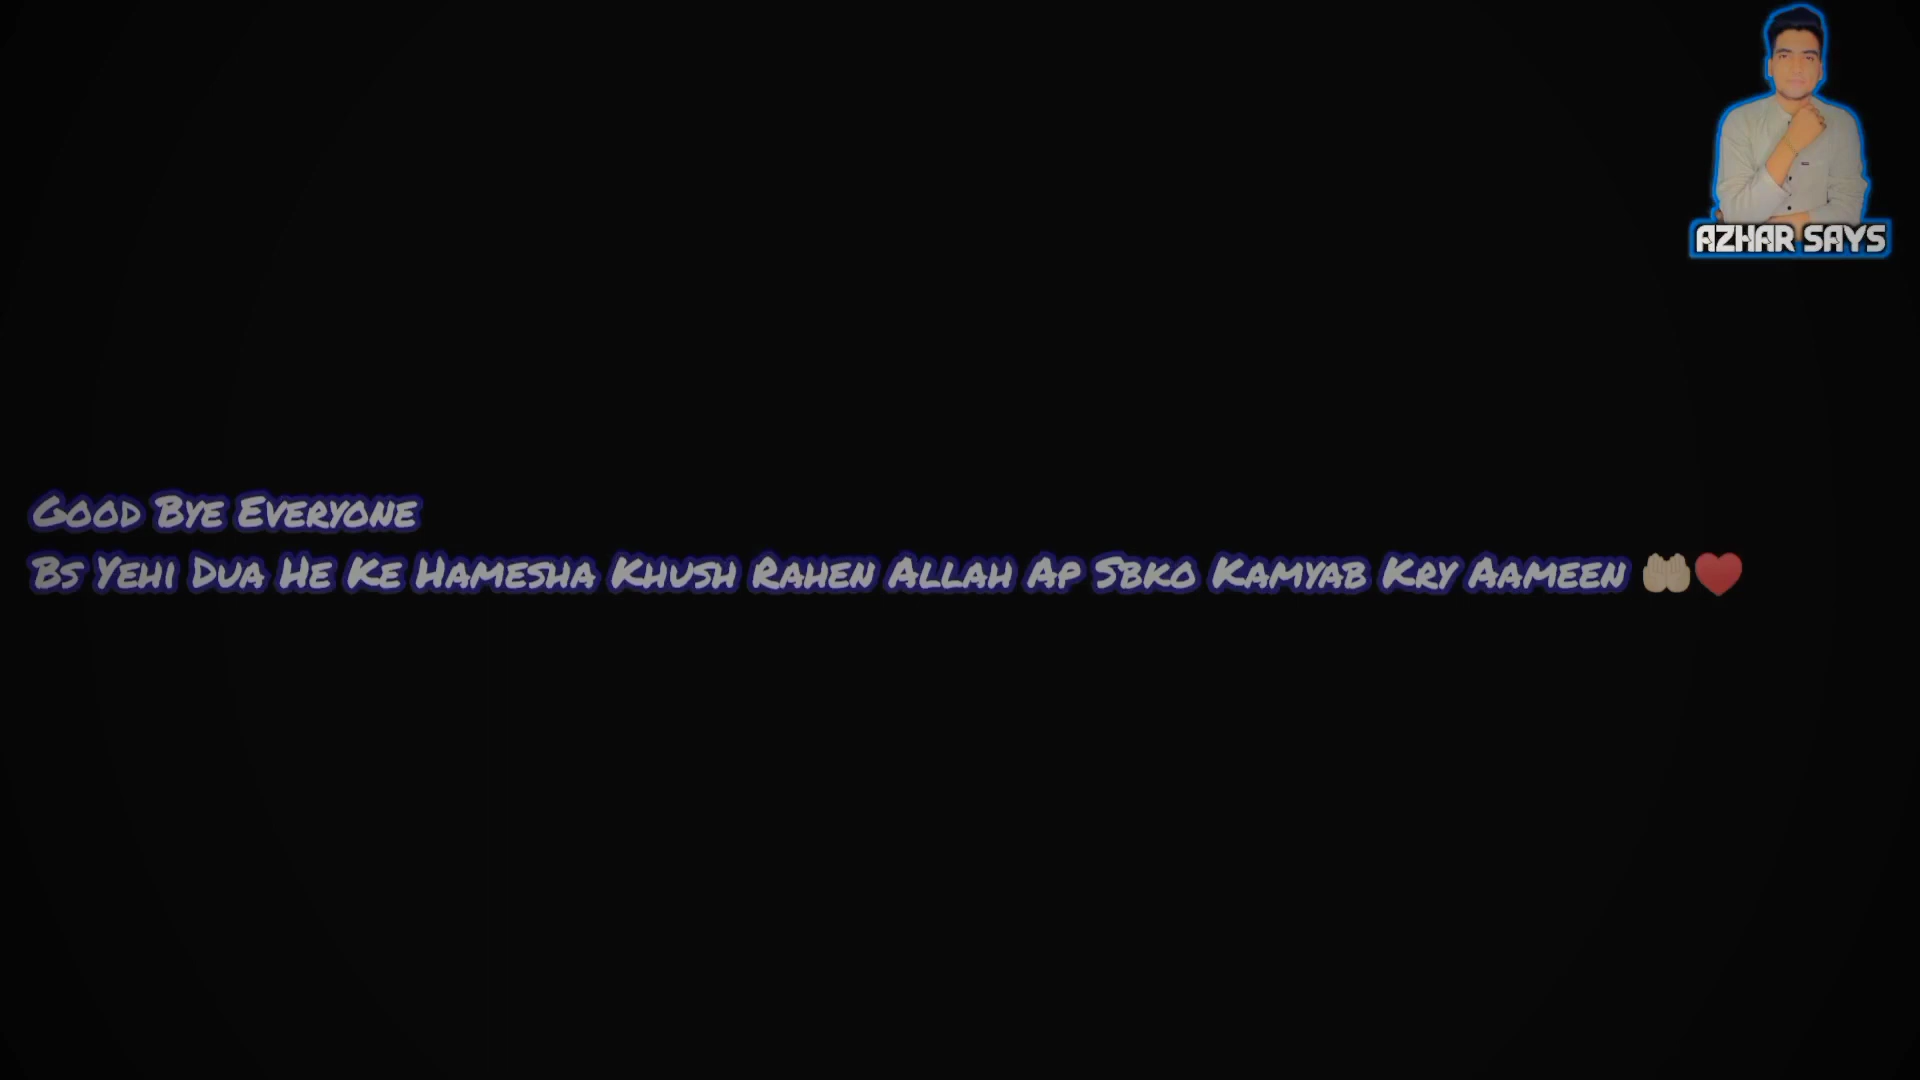 AZHAR SAYS
Good Bye Everyone
Bs Yehi Dua He Ke Hamesha Khush Rahen Allah Ap Sbko Kamyab Kry Aameen 🤲🏼❤️